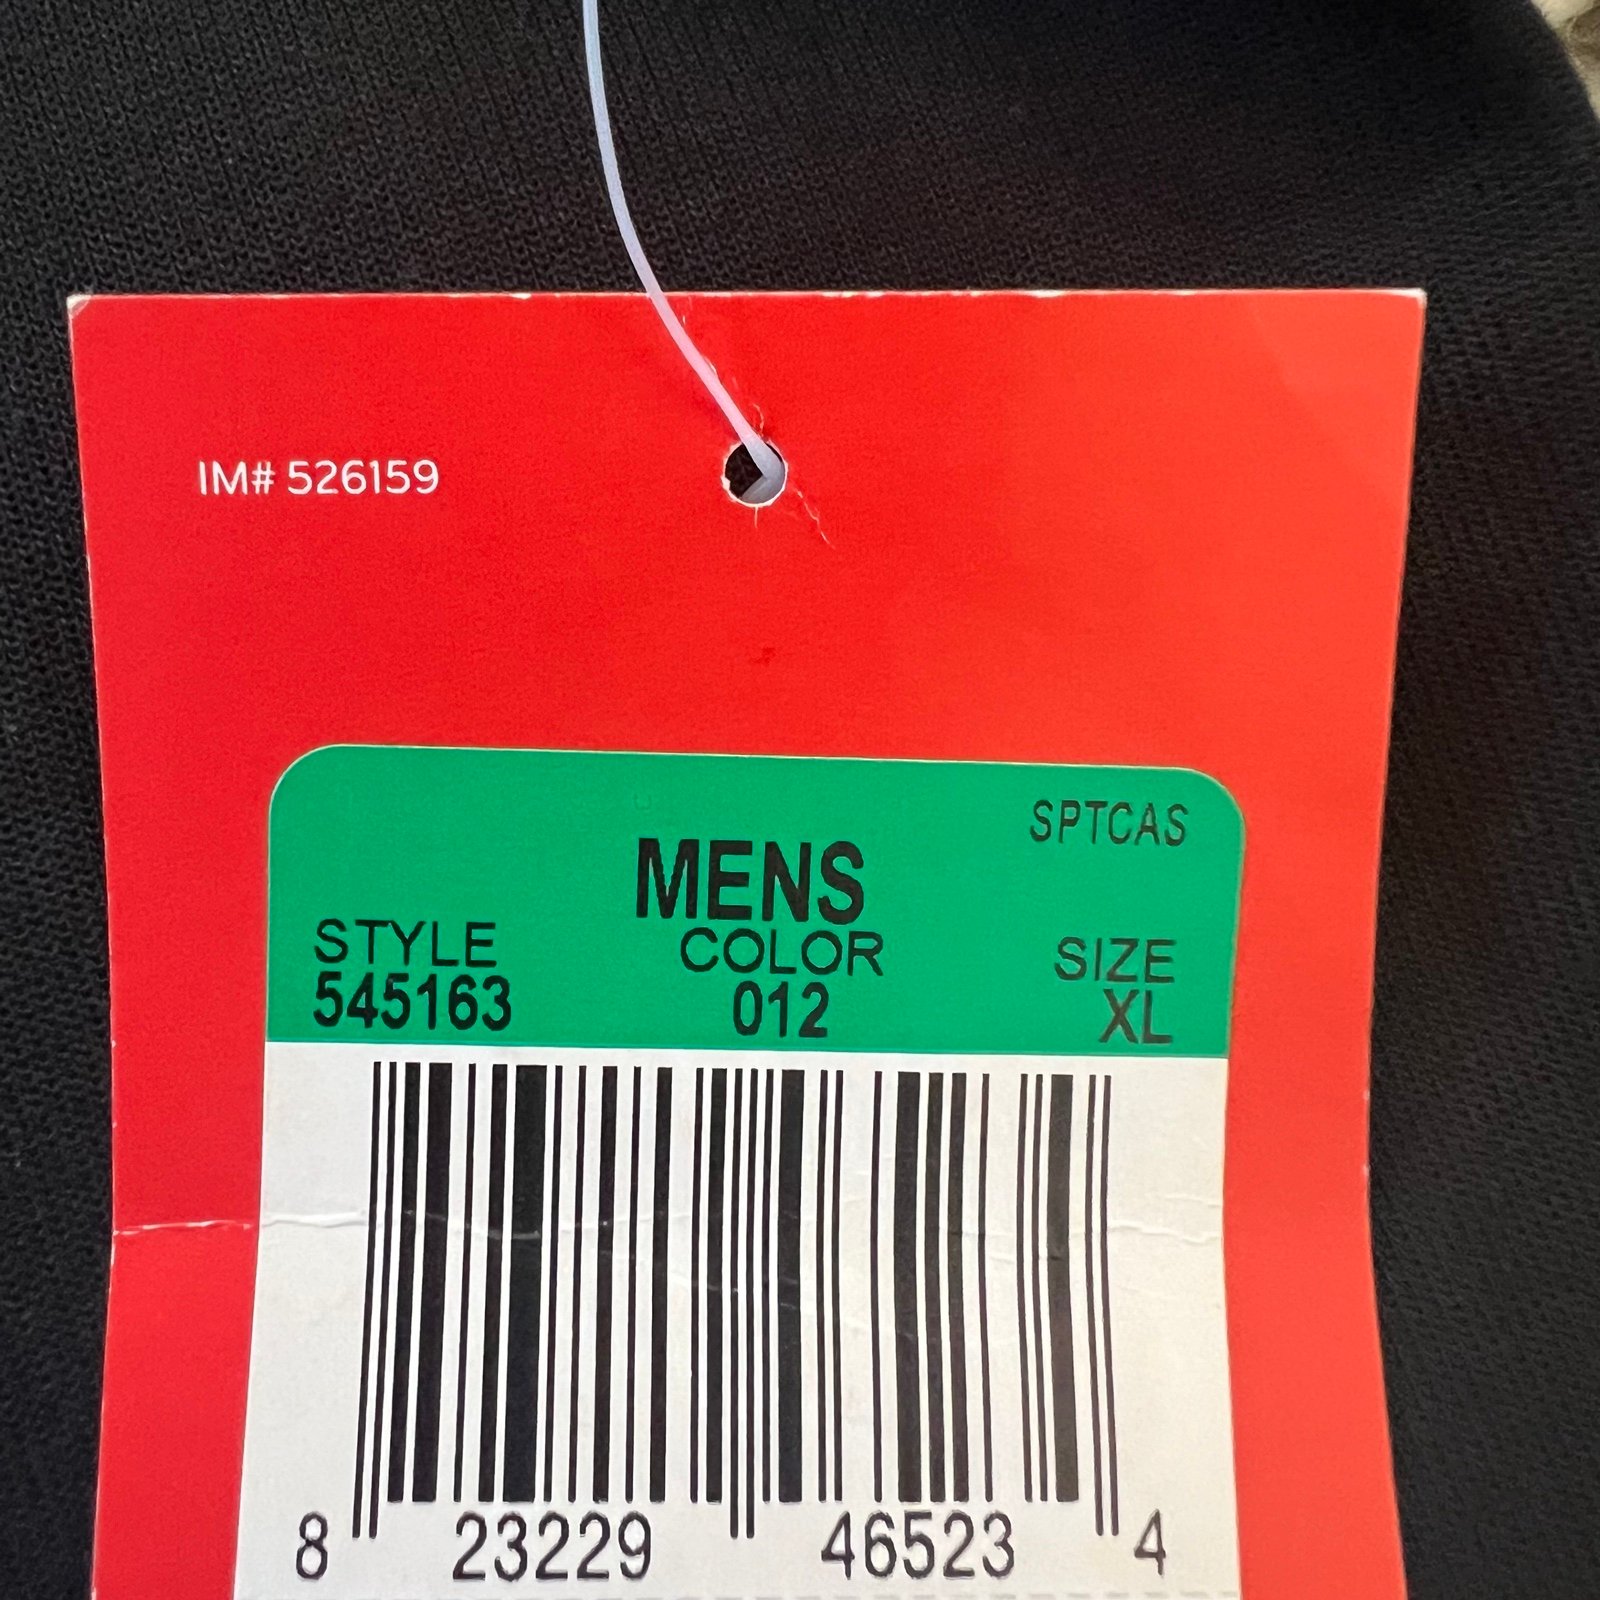 IM# 526159
SPTCAS
MENS
STYLE COLOR SIZE
545163 012 XL
8 23229 46523 4